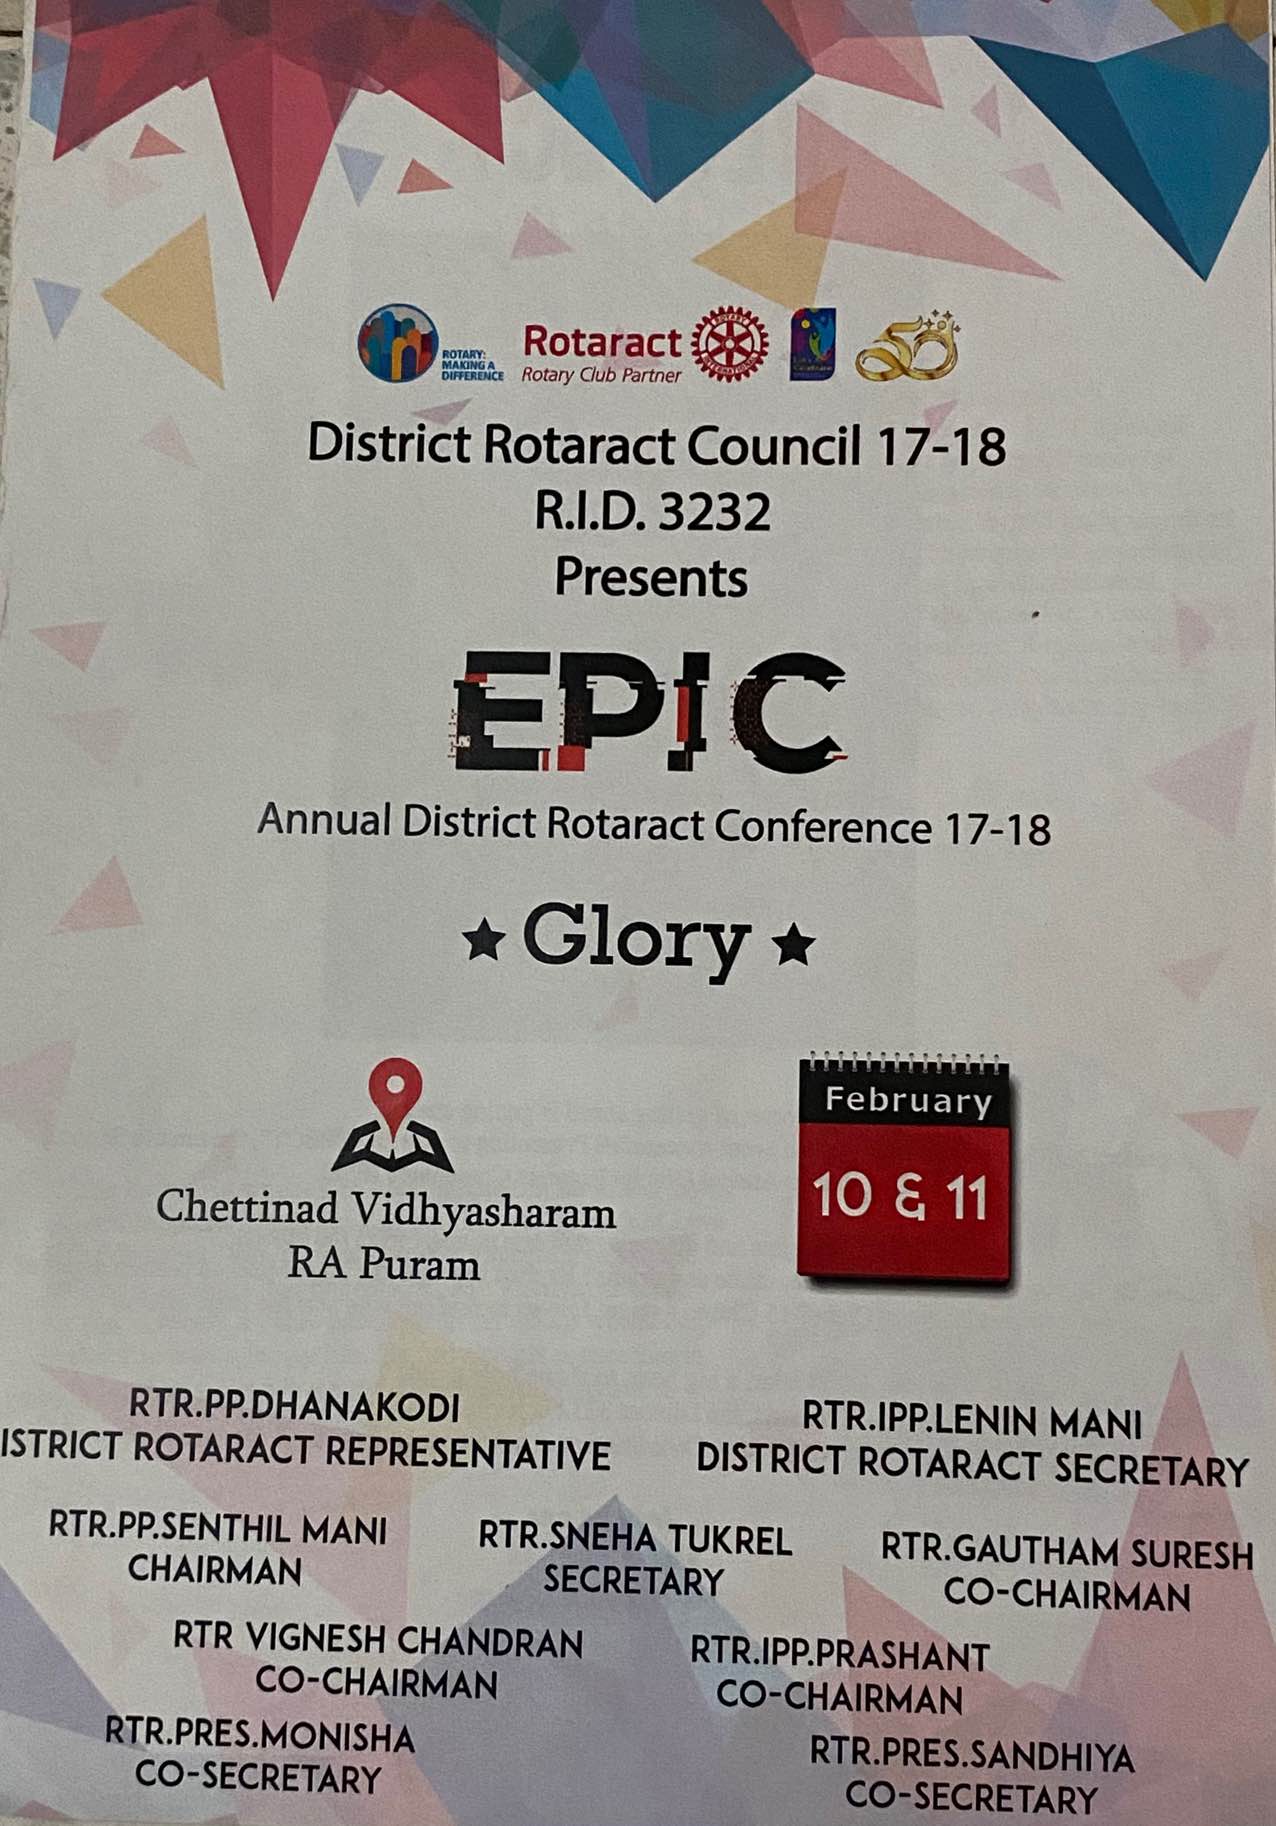 ROTARY:
MAKING A
DIFFERENCE
Rotaract
Rotary Club Partner
ROTARY
INTERNATIONAL
50
District Rotaract Council 17-18
R.I.D. 3232
Presents
EPIC
Annual District Rotaract Conference 17-18
Glory
February
10 & 11
Chettinad Vidhyasharam
RA Puram
RTR.PP.DHANAKODI
ISTRICT ROTARACT REPRESENTATIVE
RTR.IPP.LENIN MANI
DISTRICT ROTARACT SECRETARY
RTR.PP.SENTHIL MANI
CHAIRMAN
RTR.SNEHA TUKREL
SECRETARY
RTR.GAUTHAM SURESH
CO-CHAIRMAN
RTR VIGNESH CHANDRAN
CO-CHAIRMAN
RTR.IPP.PRASHANT
CO-CHAIRMAN
RTR.PRES.MONISHA
CO-SECRETARY
RTR.PRES.SANDHIYA
CO-SECRETARY